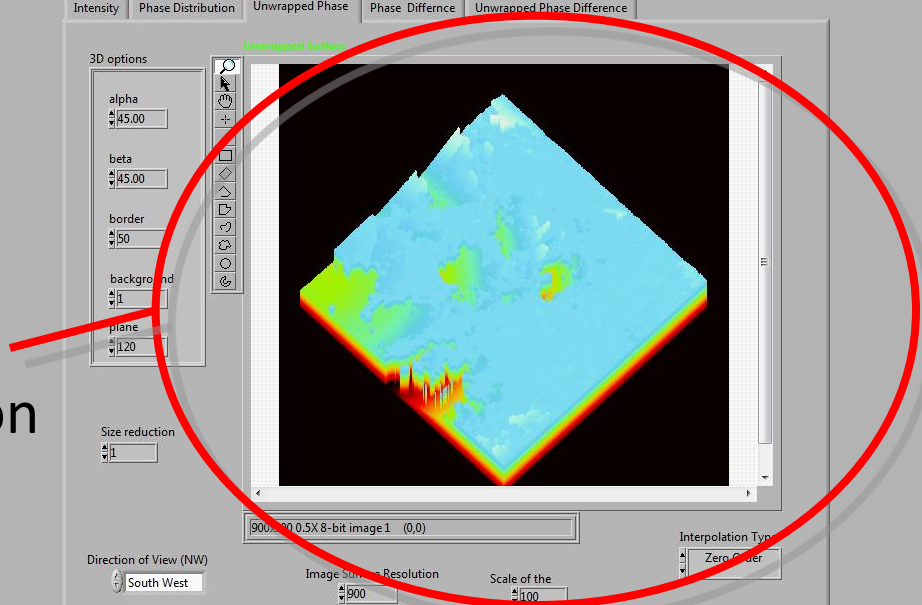 Intensity
Phase Distribution
Unwrapped Phase
Phase Differnce
Unwrapped Phase Difference
Unwrapped Surface
3D options
alpha
45.00
beta
45.00
border
50
background
1
plane
120
on
Size reduction
1
900x900 0.5X 8-bit image 1 (0,0)
Interpolation Type
Zero Order
Direction of View (NW)
South West
Image Surface Resolution
900
Scale of the
100